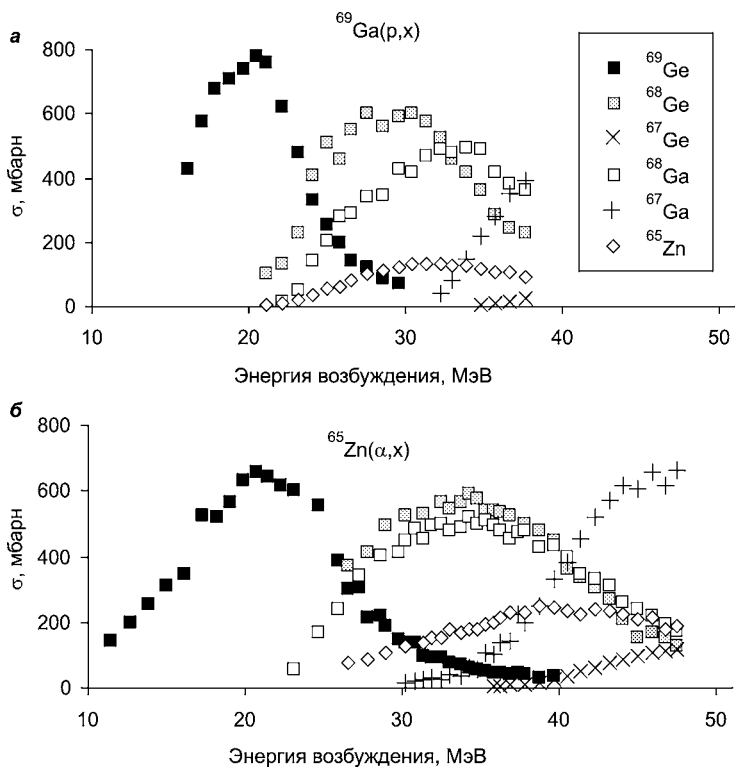 а
⁶⁹Ga(p,x)
σ, мбарн
800
600
400
200
0
10 20 30 40 50
Энергия возбуждения, МэВ
⁶⁹Ge
⁶⁸Ge
⁶⁷Ge
⁶⁸Ga
⁶⁷Ga
⁶⁵Zn
б
⁶⁵Zn(α,x)
σ, мбарн
800
600
400
200
0
10 20 30 40 50
Энергия возбуждения, МэВ